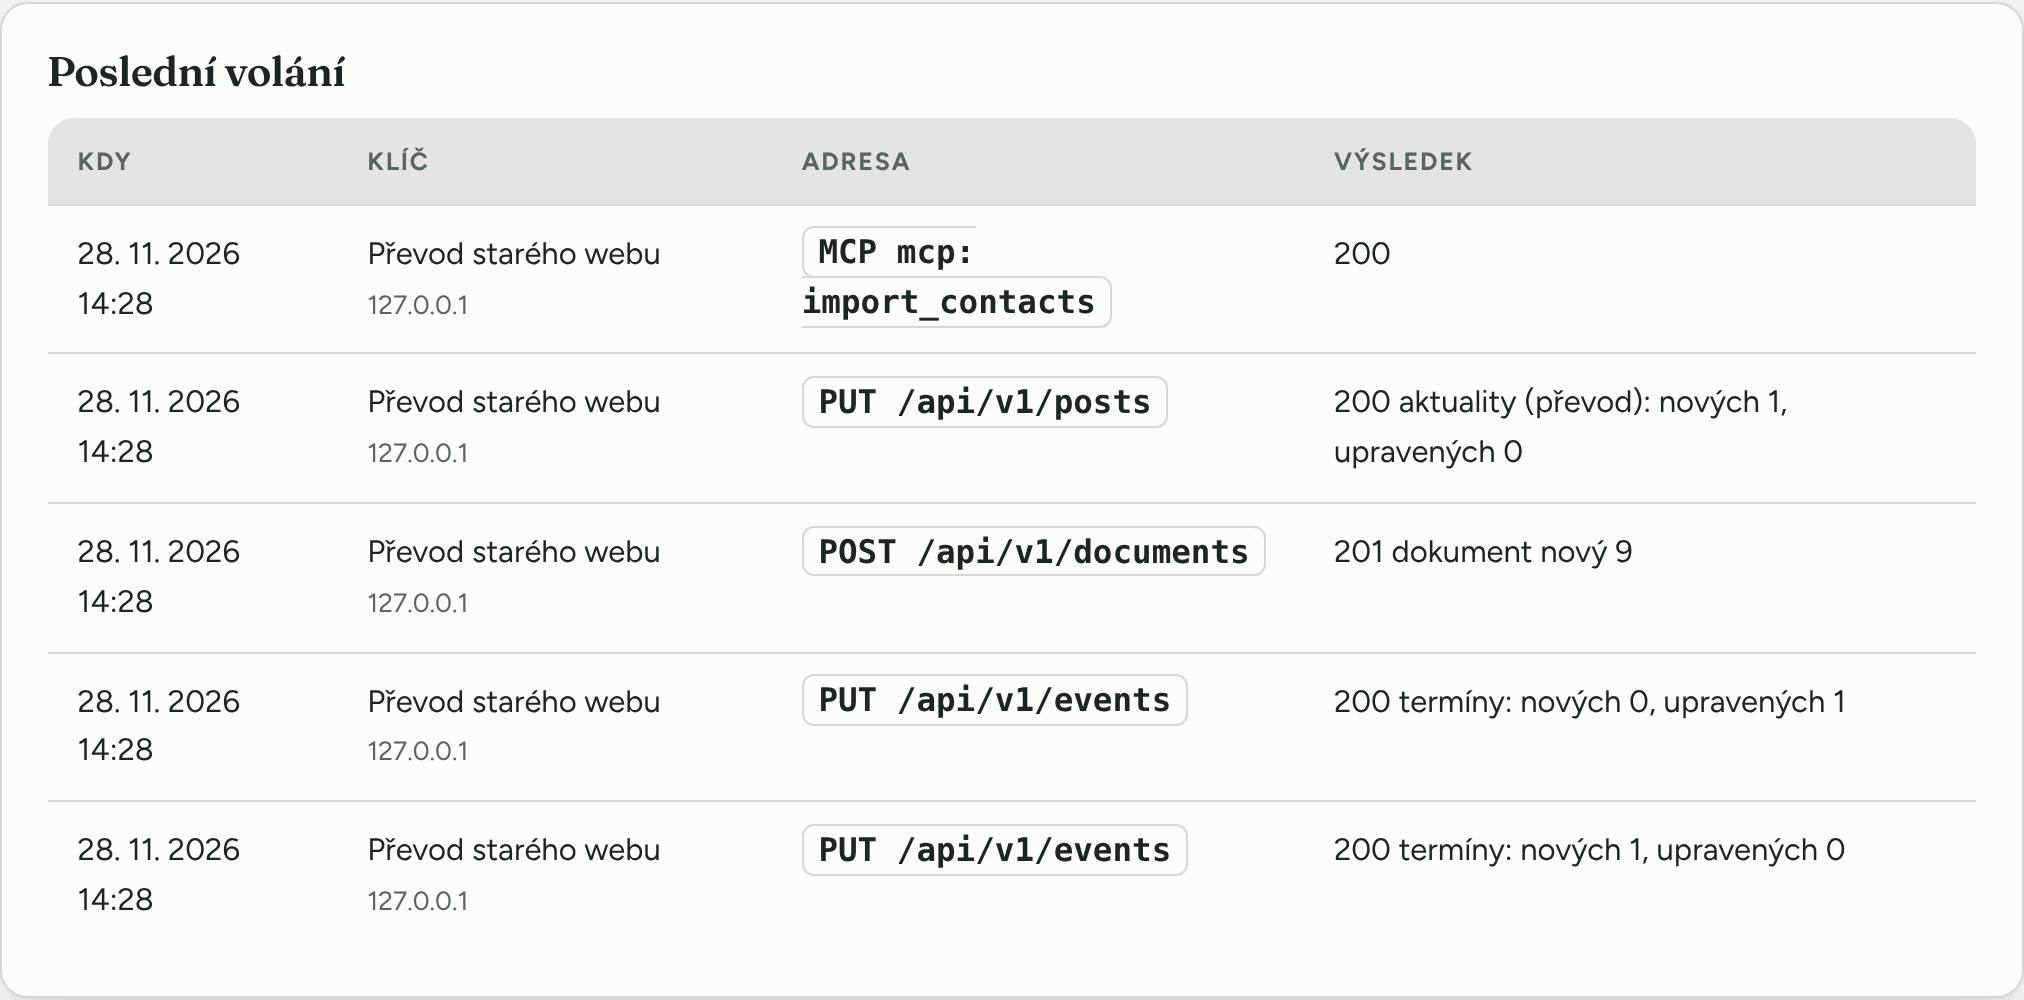 Poslední volání
KDY KLÍČ ADRESA VÝSLEDEK
28. 11. 2026 Převod starého webu MCP mcp: 200
14:28 127.0.0.1 import_contacts
28. 11. 2026 Převod starého webu PUT /api/v1/posts 200 aktuality (převod): nových 1,
14:28 127.0.0.1 upravených 0
28. 11. 2026 Převod starého webu POST /api/v1/documents 201 dokument nový 9
14:28 127.0.0.1
28. 11. 2026 Převod starého webu PUT /api/v1/events 200 termíny: nových 0, upravených 1
14:28 127.0.0.1
28. 11. 2026 Převod starého webu PUT /api/v1/events 200 termíny: nových 1, upravených 0
14:28 127.0.0.1